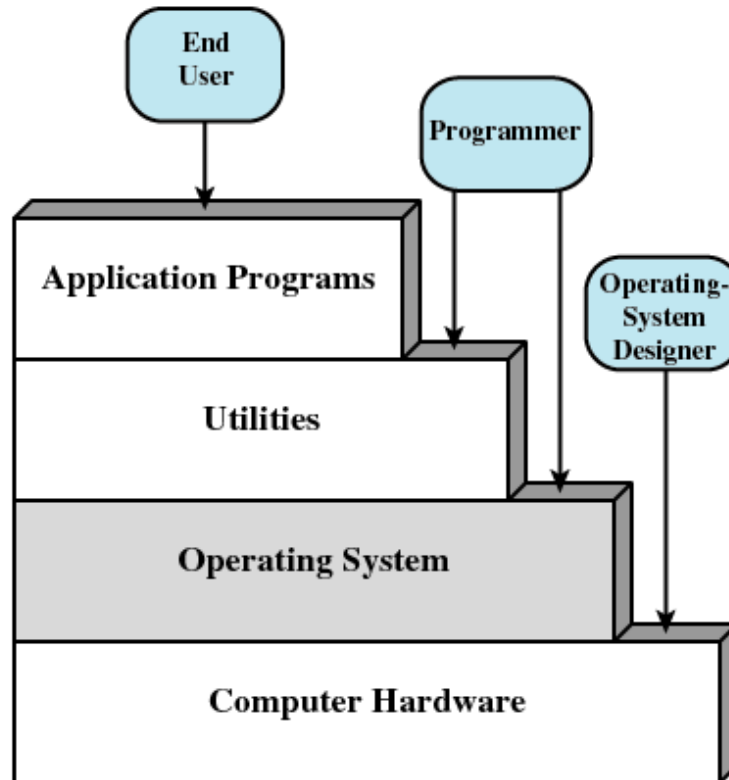 End
User
Programmer
Operating-
System
Designer
Application Programs
Utilities
Operating System
Computer Hardware